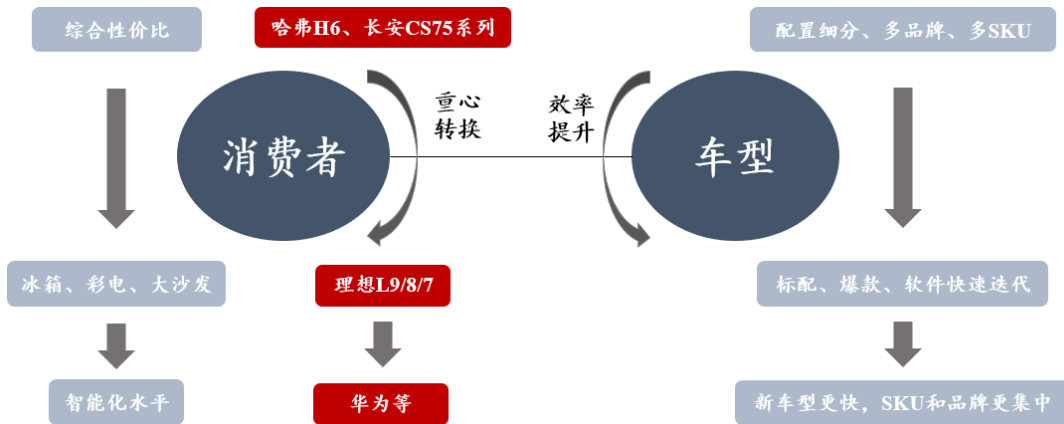 综合性价比
哈弗H6、长安CS75系列
配置细分、多品牌、多SKU
重心
转换
效率
提升
消费者
车型
冰箱、彩电、大沙发
理想L9/8/7
标配、爆款、软件快速迭代
智能化水平
华为等
新车型更快，SKU和品牌更集中